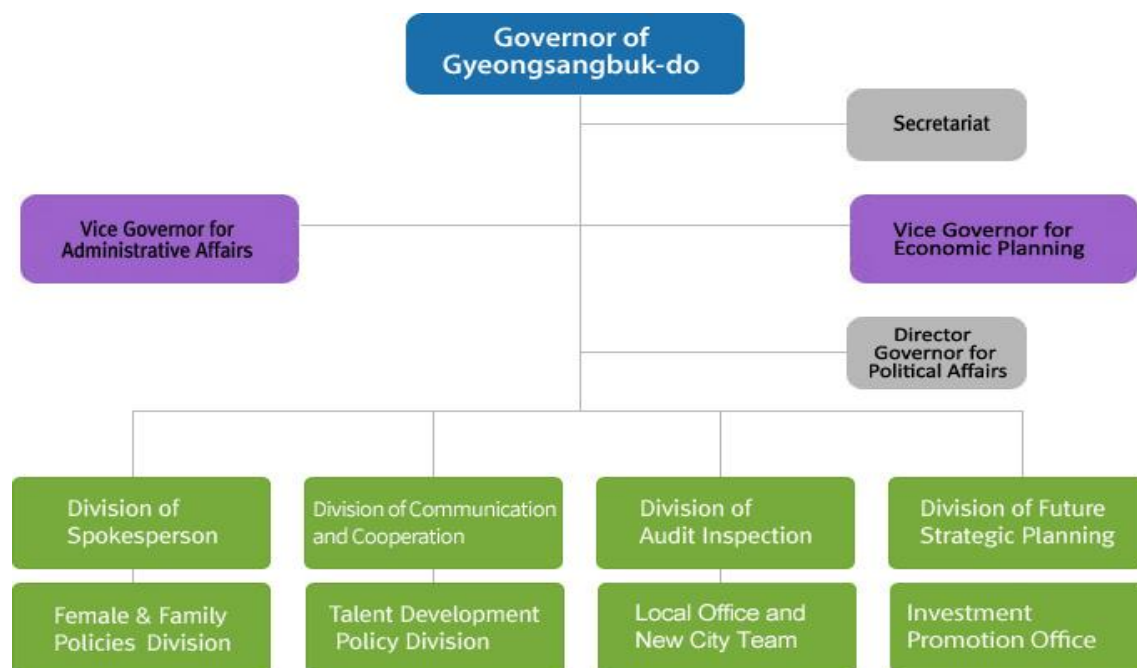 Governor of
Gyeongsangbuk-do
Secretariat
Vice Governor for
Administrative Affairs
Vice Governor for
Economic Planning
Director
Governor for
Political Affairs
Division of
Spokesperson
Division of Communication
and Cooperation
Division of
Audit Inspection
Division of Future
Strategic Planning
Female & Family
Policies Division
Talent Development
Policy Division
Local Office and
New City Team
Investment
Promotion Office